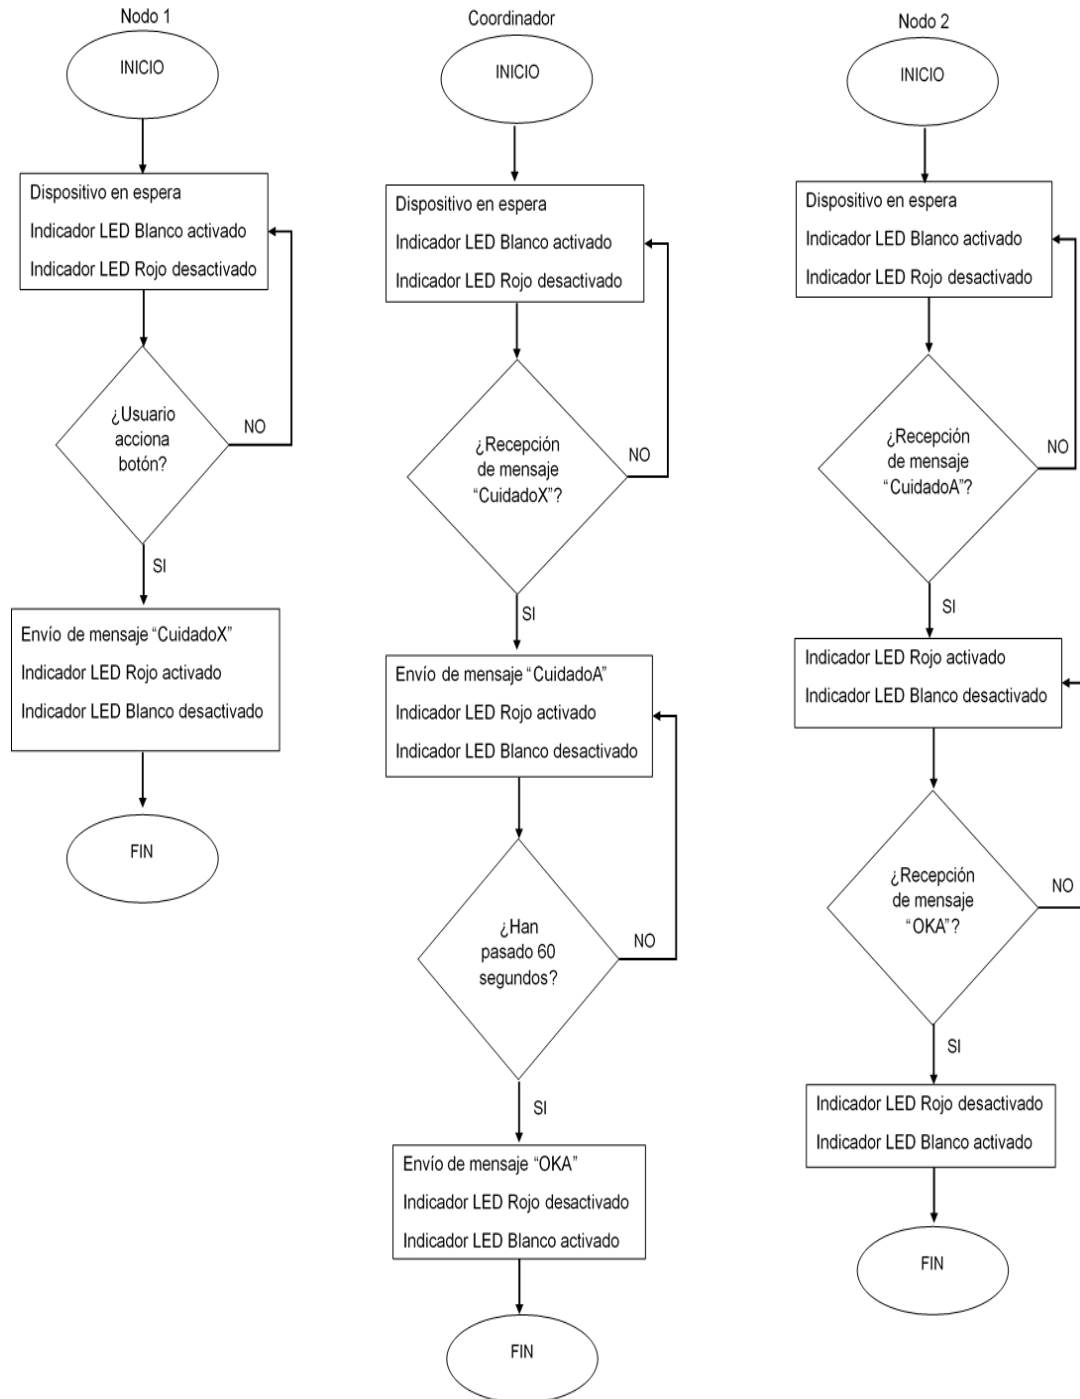 Nodo 1
INICIO
Dispositivo en espera
Indicador LED Blanco activado
Indicador LED Rojo desactivado
¿Usuario
acciona
botón?
NO
SI
Envío de mensaje “CuidadoX”
Indicador LED Rojo activado
Indicador LED Blanco desactivado
FIN
Coordinador
INICIO
Dispositivo en espera
Indicador LED Blanco activado
Indicador LED Rojo desactivado
¿Recepción
de mensaje
“CuidadoX”?
NO
SI
Envío de mensaje “CuidadoA”
Indicador LED Rojo activado
Indicador LED Blanco desactivado
¿Han
pasado 60
segundos?
NO
SI
Envío de mensaje “OKA”
Indicador LED Rojo desactivado
Indicador LED Blanco activado
FIN
Nodo 2
INICIO
Dispositivo en espera
Indicador LED Blanco activado
Indicador LED Rojo desactivado
¿Recepción
de mensaje
“CuidadoA”?
NO
SI
Indicador LED Rojo activado
Indicador LED Blanco desactivado
¿Recepción
de mensaje
“OKA”?
NO
SI
Indicador LED Rojo desactivado
Indicador LED Blanco activado
FIN